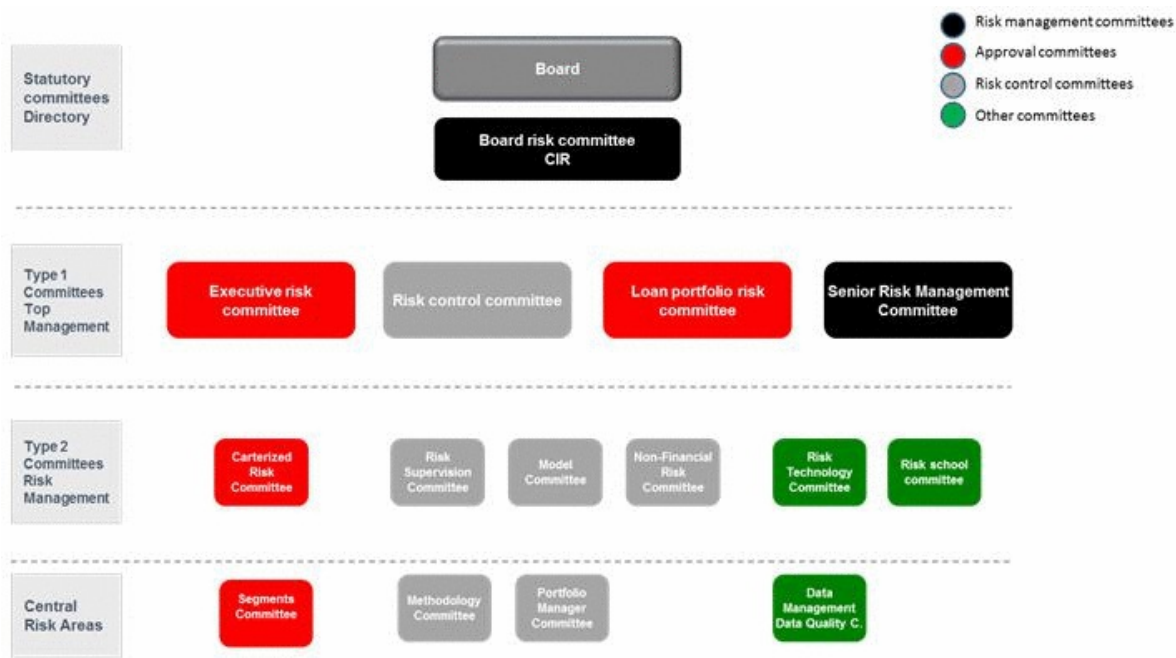 Risk management committees
Approval committees
Risk control committees
Other committees
Statutory
committees
Directory
Board
Board risk committee
CIR
Type 1
Committees
Top
Management
Executive risk
committee
Risk control committee
Loan portfolio risk
committee
Senior Risk Management
Committee
Type 2
Committees
Risk
Management
Carterized
Risk
Committee
Risk
Supervision
Committee
Model
Committee
Non-Financial
Risk
Committee
Risk
Technology
Committee
Risk school
committee
Central
Risk Areas
Segments
Committee
Methodology
Committee
Portfolio
Manager
Committee
Data
Management
Data Quality C.